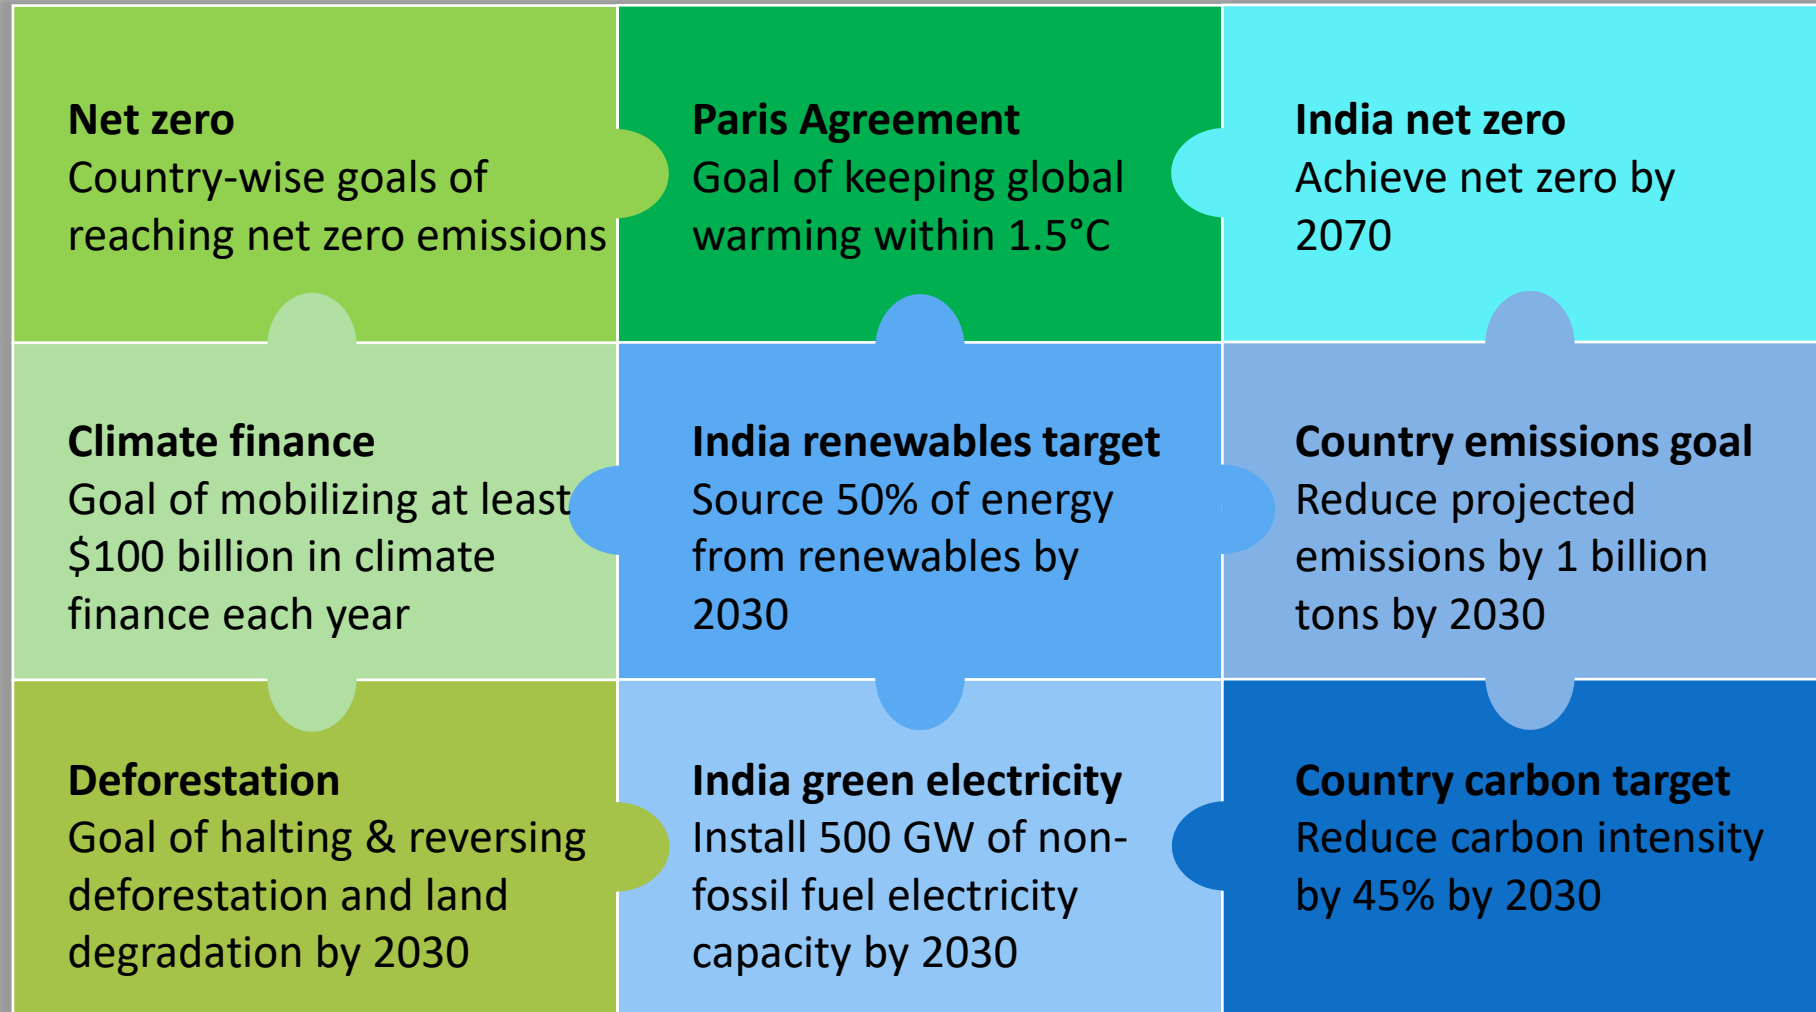 Net zero
Country-wise goals of
reaching net zero emissions
Paris Agreement
Goal of keeping global
warming within 1.5°C
India net zero
Achieve net zero by
2070
Climate finance
Goal of mobilizing at least
$100 billion in climate
finance each year
India renewables target
Source 50% of energy
from renewables by
2030
Country emissions goal
Reduce projected
emissions by 1 billion
tons by 2030
Deforestation
Goal of halting & reversing
deforestation and land
degradation by 2030
India green electricity
Install 500 GW of non-
fossil fuel electricity
capacity by 2030
Country carbon target
Reduce carbon intensity
by 45% by 2030